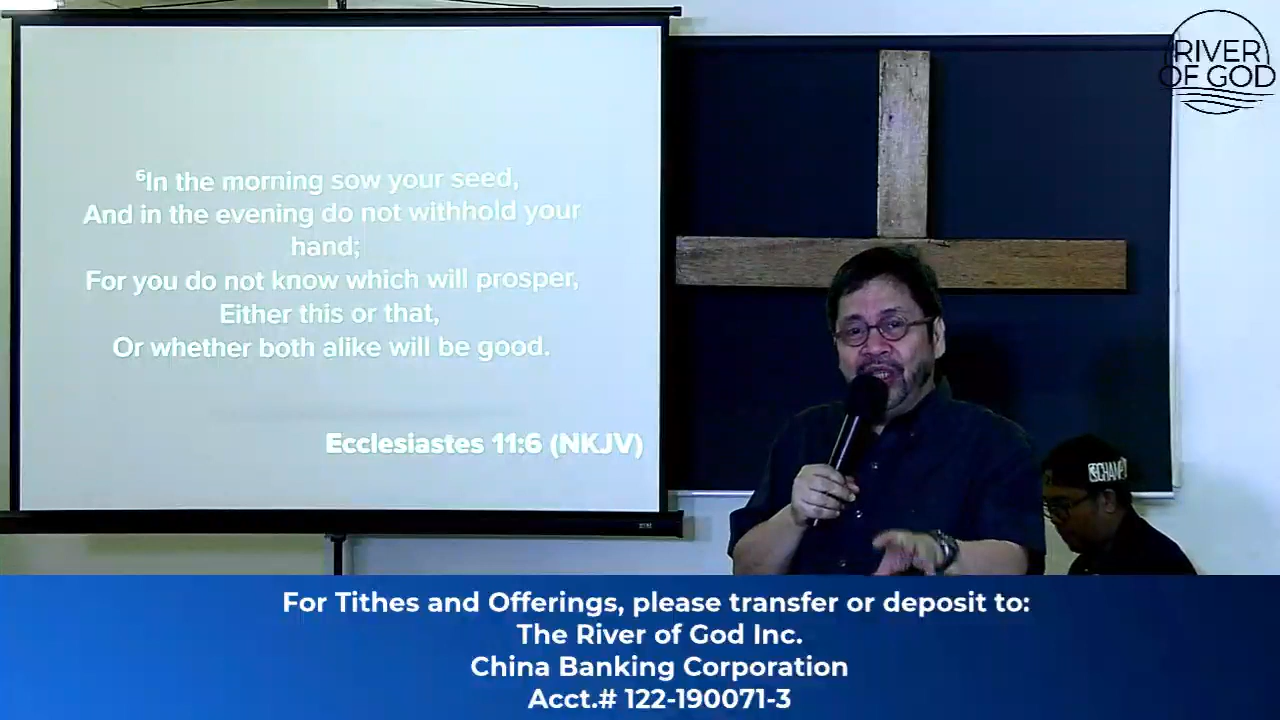 ⁶In the morning sow your seed,
And in the evening do not withhold your
hand;
For you do not know which will prosper,
Either this or that,
Or whether both alike will be good.
Ecclesiastes 11:6 (NKJV)
RIVER
OF GOD
For Tithes and Offerings, please transfer or deposit to:
The River of God Inc.
China Banking Corporation
Acct.# 122-190071-3